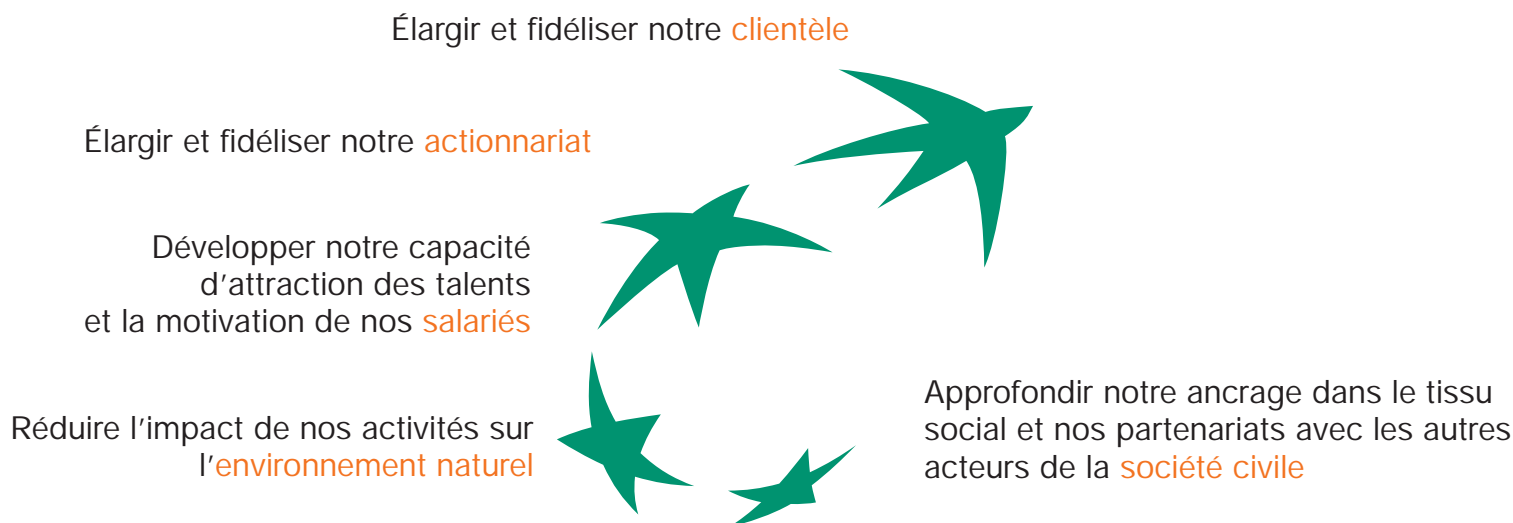 Élargir et fidéliser notre clientèle
Élargir et fidéliser notre actionnariat
Développer notre capacité
d'attraction des talents
et la motivation de nos salariés
Réduire l'impact de nos activités sur
l'environnement naturel
Approfondir notre ancrage dans le tissu
social et nos partenariats avec les autres
acteurs de la société civile